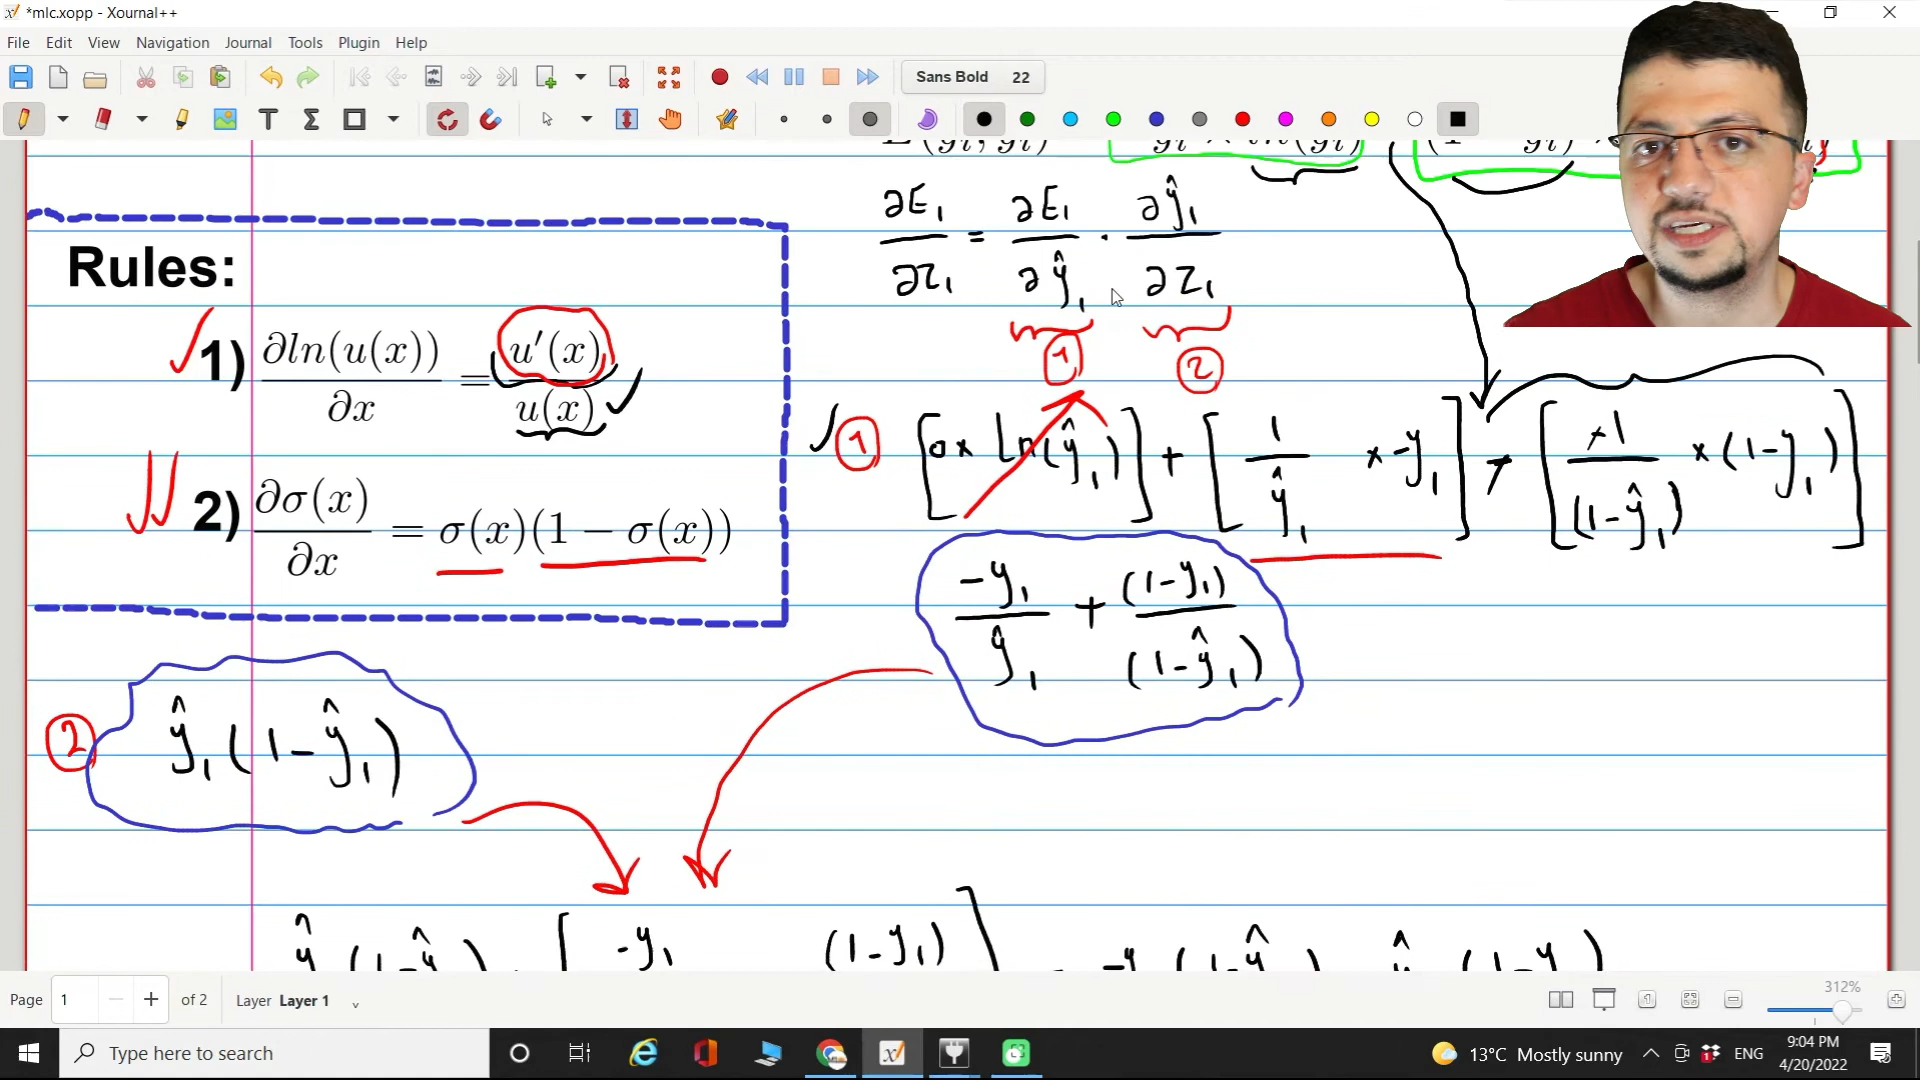 *mlc.xopp - Xournal++
File Edit View Navigation Journal Tools Plugin Help
Sans Bold 22
∂E₁/∂Z₁ = ∂E₁/∂ŷ₁ · ∂ŷ₁/∂Z₁
① ②
Rules:
1) ∂ln(u(x))/∂x = u′(x)/u(x)
2) ∂σ(x)/∂x = σ(x)(1 − σ(x))
① [0 × ln(ŷ₁)] + [1/ŷ₁ × -y₁] + [+1/(1-ŷ₁) × (1-y₁)]
-y₁/ŷ₁ + (1-y₁)/(1-ŷ₁)
② ŷ₁(1-ŷ₁)
Page 1 of 2 Layer Layer 1 312%
Type here to search
13°C Mostly sunny ENG 9:04 PM
4/20/2022